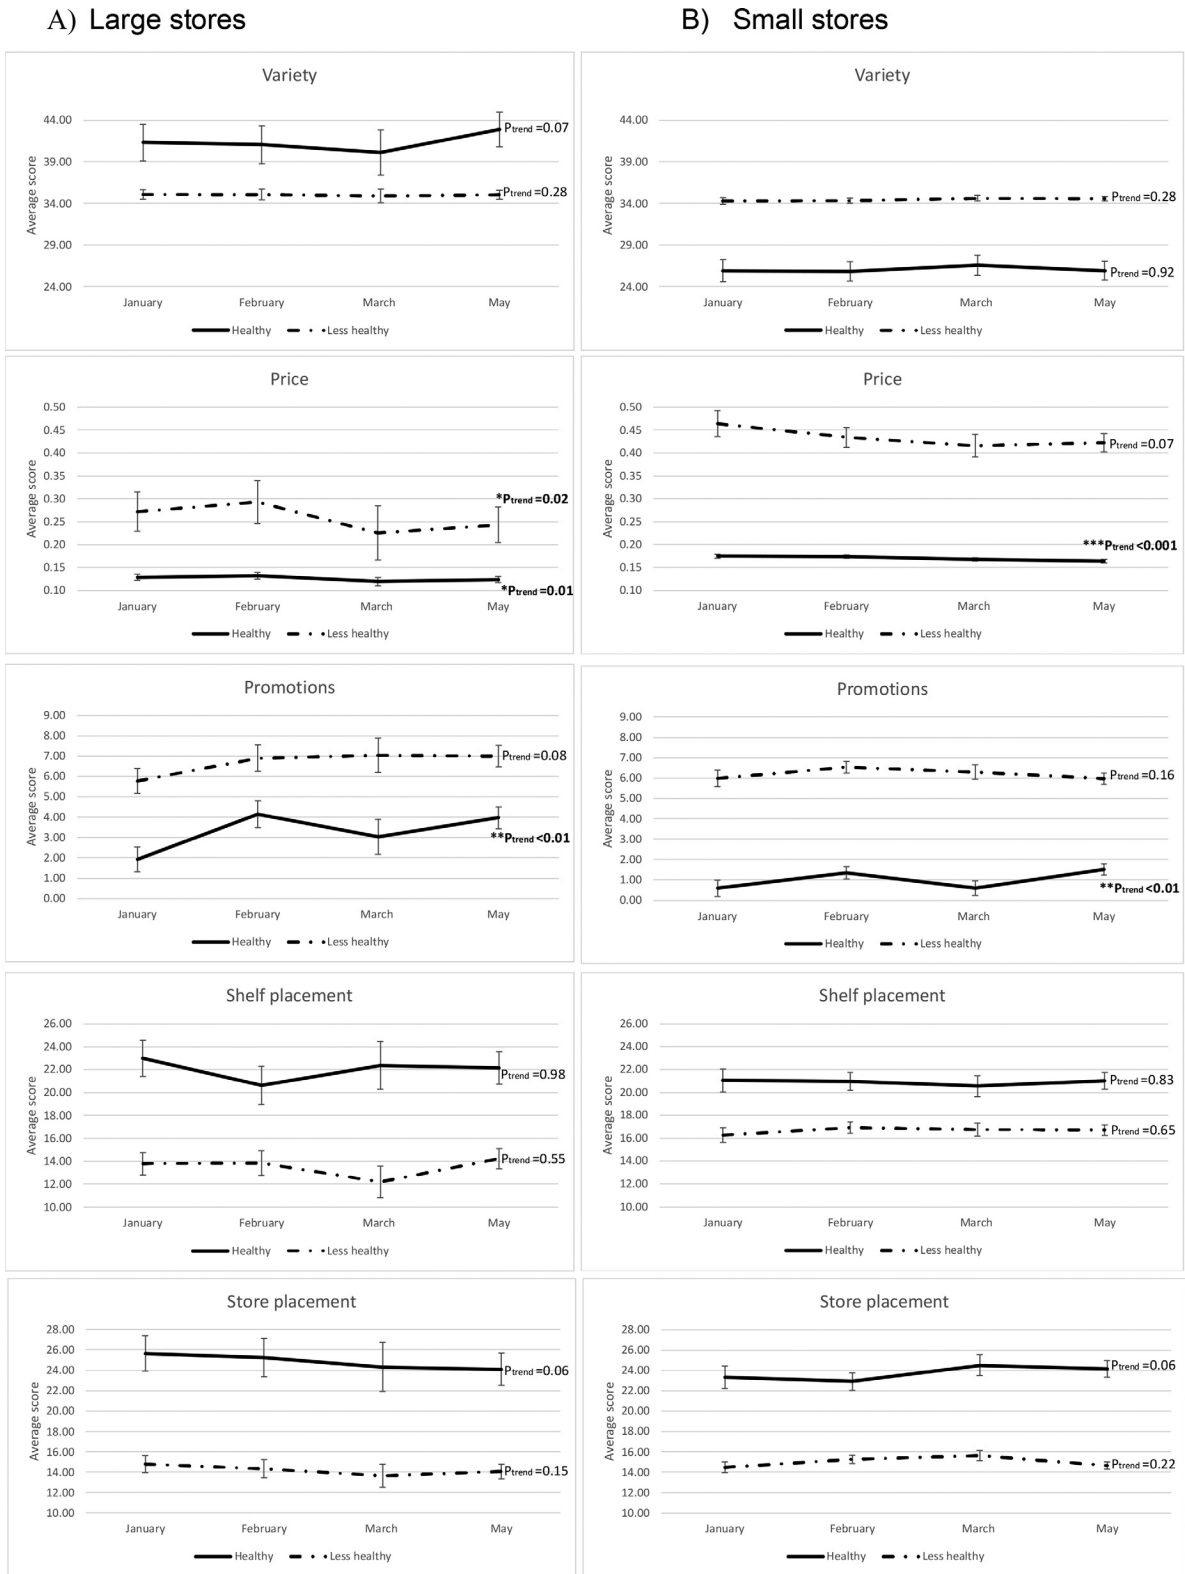 A) Large stores
Variety
44.00
39.00
34.00
29.00
24.00
Average score
Ptrend =0.07
Ptrend =0.28
January February March May
Healthy Less healthy
Price
0.50
0.45
0.40
0.35
0.30
0.25
0.20
0.15
0.10
Average score
*Ptrend =0.02
*Ptrend =0.01
January February March May
Healthy Less healthy
Promotions
9.00
8.00
7.00
6.00
5.00
4.00
3.00
2.00
1.00
0.00
Average score
Ptrend =0.08
**Ptrend <0.01
January February March May
Healthy Less healthy
Shelf placement
26.00
24.00
22.00
20.00
18.00
16.00
14.00
12.00
10.00
Average score
Ptrend =0.98
Ptrend =0.55
January February March May
Healthy Less healthy
Store placement
28.00
26.00
24.00
22.00
20.00
18.00
16.00
14.00
12.00
10.00
Average score
Ptrend =0.06
Ptrend =0.15
January February March May
Healthy Less healthy
B) Small stores
Variety
44.00
39.00
34.00
29.00
24.00
Average score
Ptrend =0.28
Ptrend =0.92
January February March May
Healthy Less healthy
Price
0.50
0.45
0.40
0.35
0.30
0.25
0.20
0.15
0.10
Average score
Ptrend =0.07
***Ptrend <0.001
January February March May
Healthy Less healthy
Promotions
9.00
8.00
7.00
6.00
5.00
4.00
3.00
2.00
1.00
0.00
Average score
Ptrend =0.16
**Ptrend <0.01
January February March May
Healthy Less healthy
Shelf placement
26.00
24.00
22.00
20.00
18.00
16.00
14.00
12.00
10.00
Average score
Ptrend =0.83
Ptrend =0.65
January February March May
Healthy Less healthy
Store placement
28.00
26.00
24.00
22.00
20.00
18.00
16.00
14.00
12.00
10.00
Average score
Ptrend =0.06
Ptrend =0.22
January February March May
Healthy Less healthy